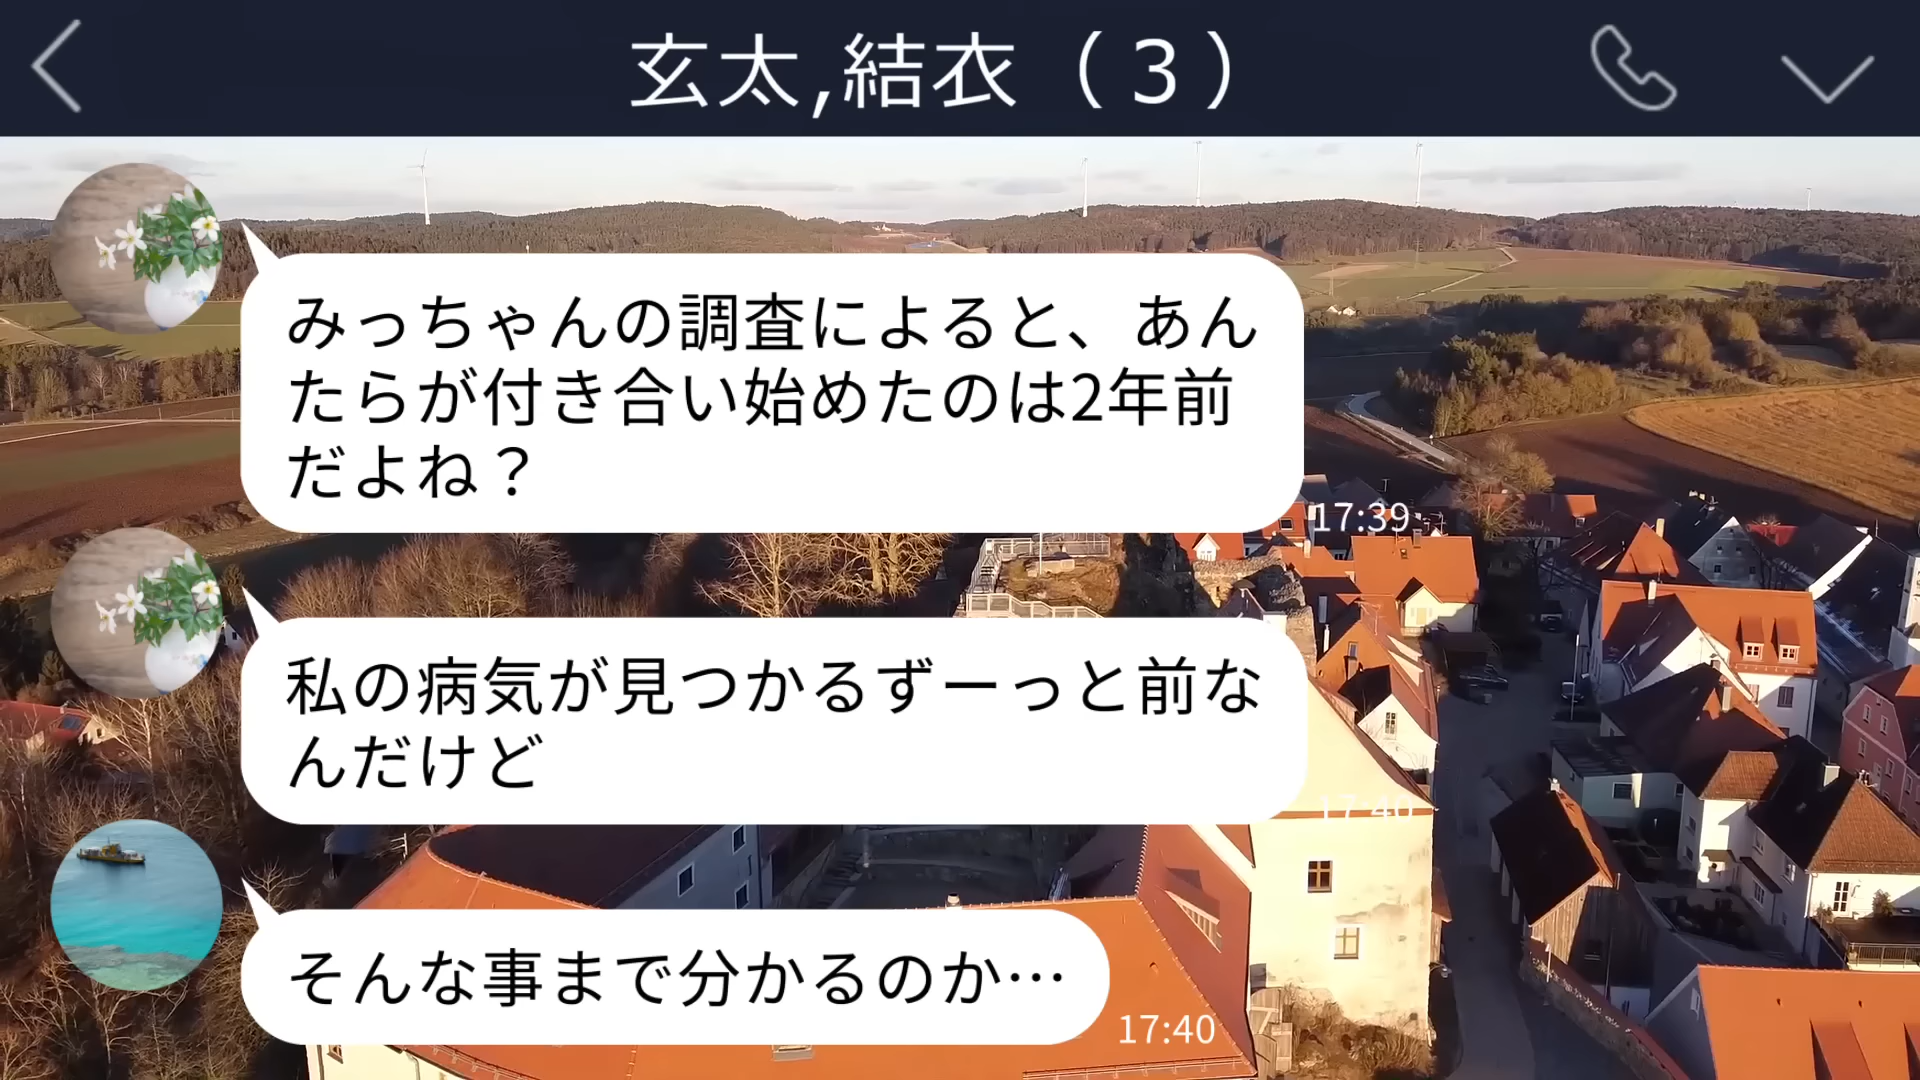 玄太,結衣（3）
みっちゃんの調査によると、あん
たらが付き合い始めたのは2年前
だよね？
17:39
私の病気が見つかるずーっと前な
んだけど
17:40
そんな事まで分かるのか…
17:40